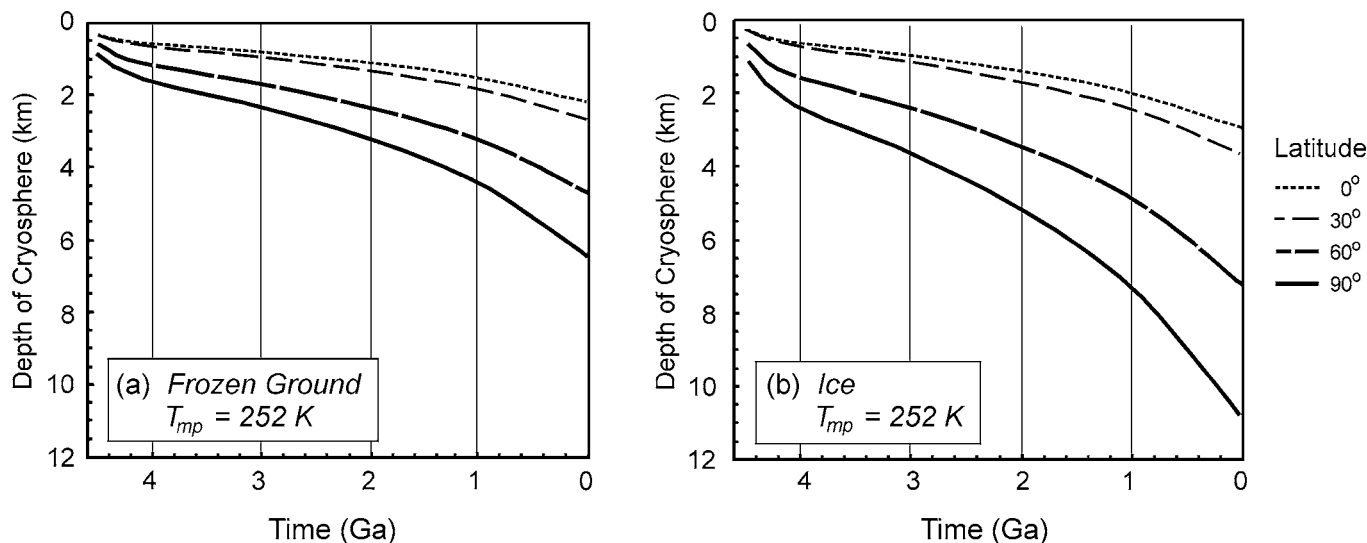 0
2
4
6
8
10
12
Depth of Cryosphere (km)
(a) Frozen Ground
Tmp = 252 K
4 3 2 1 0
Time (Ga)
0
2
4
6
8
10
12
Depth of Cryosphere (km)
(b) Ice
Tmp = 252 K
4 3 2 1 0
Time (Ga)
Latitude
0°
30°
60°
90°